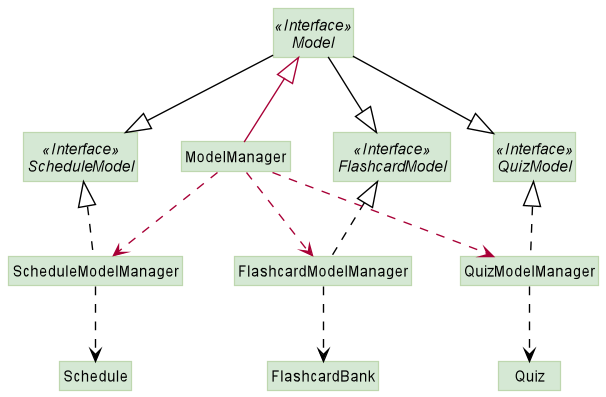 «Interface»
Model
«Interface»
ScheduleModel
ModelManager
«Interface»
FlashcardModel
«Interface»
QuizModel
ScheduleModelManager
FlashcardModelManager
QuizModelManager
Schedule
FlashcardBank
Quiz